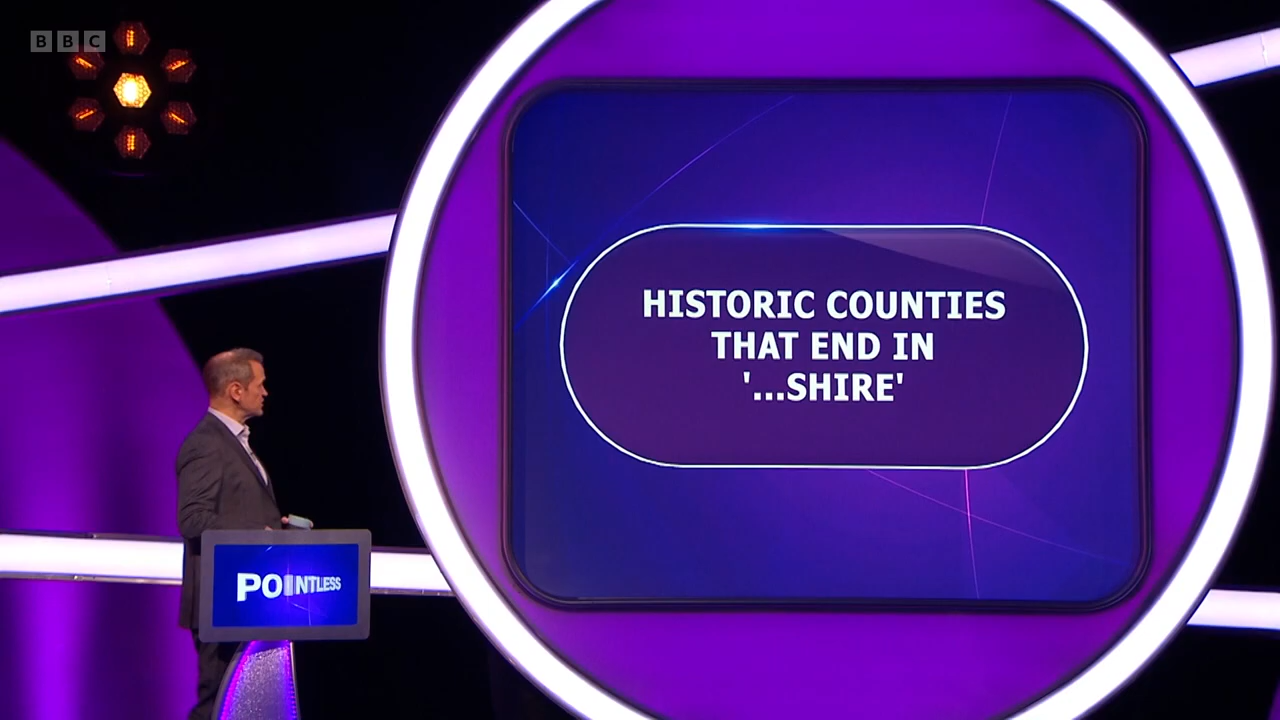 BBC
HISTORIC COUNTIES
THAT END IN
'...SHIRE'
POINTLESS